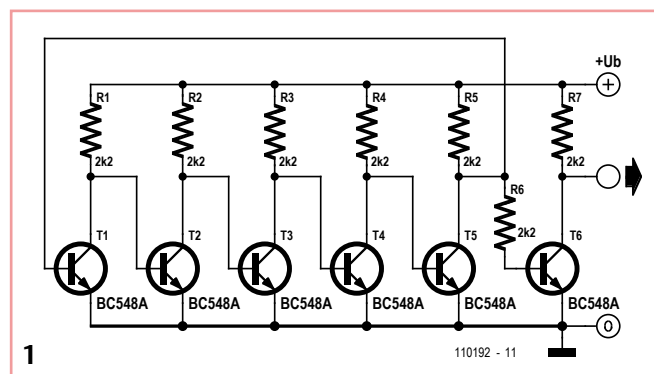 +Ub
R1
R2
R3
R4
R5
R7
+
2k2
2k2
2k2
2k2
2k2
2k2
R6
2k2
T1
T2
T3
T4
T5
T6
BC548A
BC548A
BC548A
BC548A
BC548A
BC548A
0
1
110192 - 11